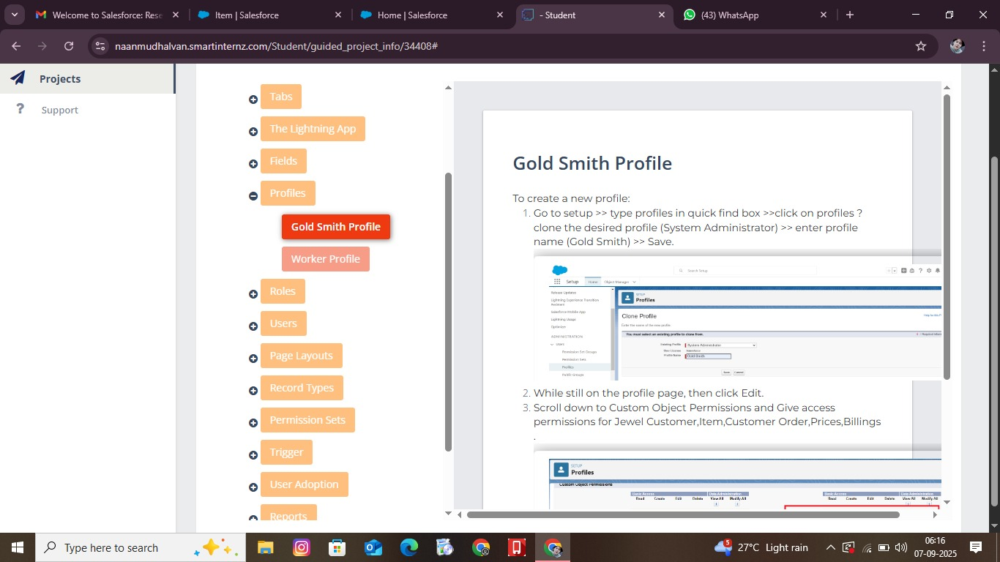 Welcome to Salesforce: Rese
Item | Salesforce
Home | Salesforce
- Student
(43) WhatsApp
naanmudhalvan.smartinternz.com/Student/guided_project_info/34408#
Projects
Support
Tabs
The Lightning App
Fields
Profiles
Gold Smith Profile
Worker Profile
Roles
Users
Page Layouts
Record Types
Permission Sets
Trigger
User Adoption
Reports
Gold Smith Profile
To create a new profile:
1. Go to setup >> type profiles in quick find box >>click on profiles ?
clone the desired profile (System Administrator) >> enter profile
name (Gold Smith) >> Save.
Search Setup
Setup Home Object Manager
Release Updates
Lightning Experience Transition
Assistant
Salesforce Mobile App
Lightning Usage
Optimizer
ADMINISTRATION
Users
Permission Set Groups
Permission Sets
Profiles
Public Groups
SETUP
Profiles
Clone Profile
Enter the name of the new profile
You must select an existing profile to clone from.
Existing Profile System Administrator
User License Salesforce
Profile Name Gold Smith
Save Cancel
2. While still on the profile page, then click Edit.
3. Scroll down to Custom Object Permissions and Give access
permissions for Jewel Customer,Item,Customer Order,Prices,Billings
.
SETUP
Profiles
Custom Object Permissions
Basic Access Data Administration Basic Access Data Administration
Read Create Edit Delete View All Modify All Read Create Edit Delete View All Modify All
Type here to search
5
27°C Light rain
06:16
07-09-2025